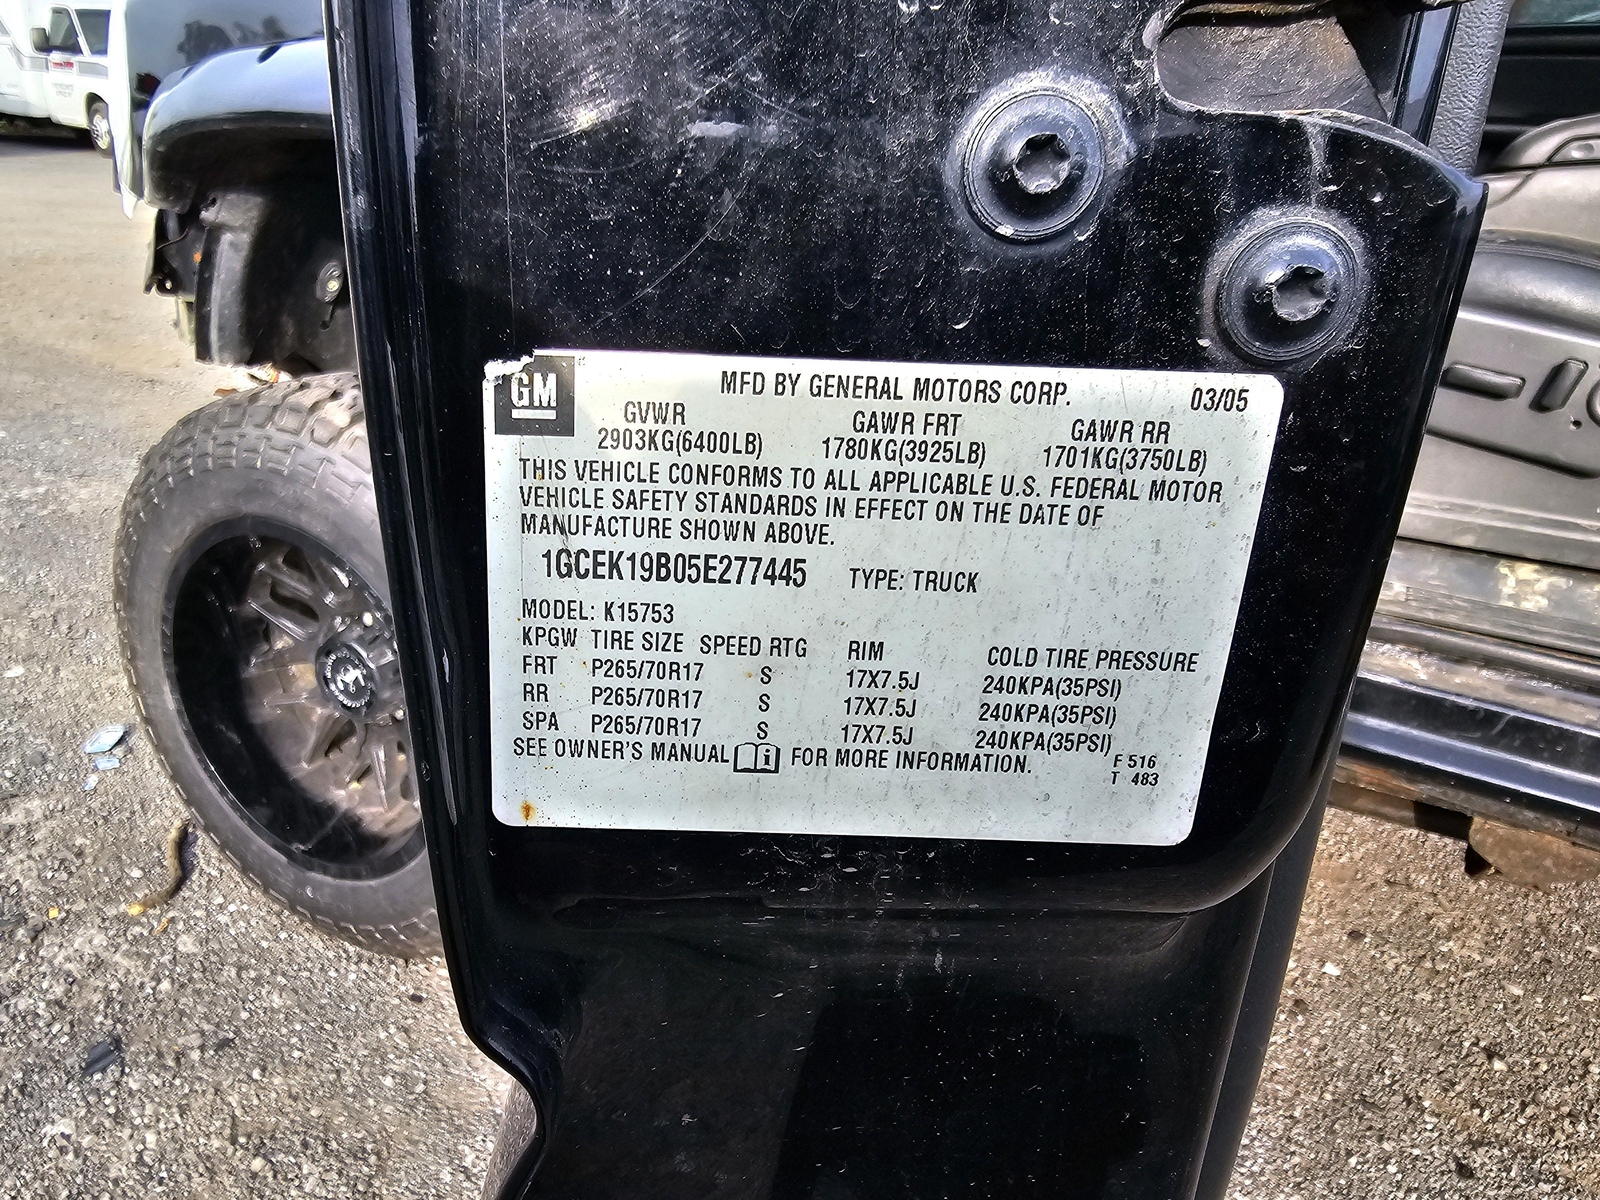 GM
MFD BY GENERAL MOTORS CORP. 03/05
GVWR GAWR FRT GAWR RR
2903KG(6400LB) 1780KG(3925LB) 1701KG(3750LB)
THIS VEHICLE CONFORMS TO ALL APPLICABLE U.S. FEDERAL MOTOR
VEHICLE SAFETY STANDARDS IN EFFECT ON THE DATE OF
MANUFACTURE SHOWN ABOVE.
1GCEK19B05E277445 TYPE: TRUCK
MODEL: K15753
KPGW TIRE SIZE SPEED RTG RIM COLD TIRE PRESSURE
FRT P265/70R17 S 17X7.5J 240KPA(35PSI)
RR P265/70R17 S 17X7.5J 240KPA(35PSI)
SPA P265/70R17 S 17X7.5J 240KPA(35PSI)
SEE OWNER'S MANUAL i FOR MORE INFORMATION.
F 516
T 483